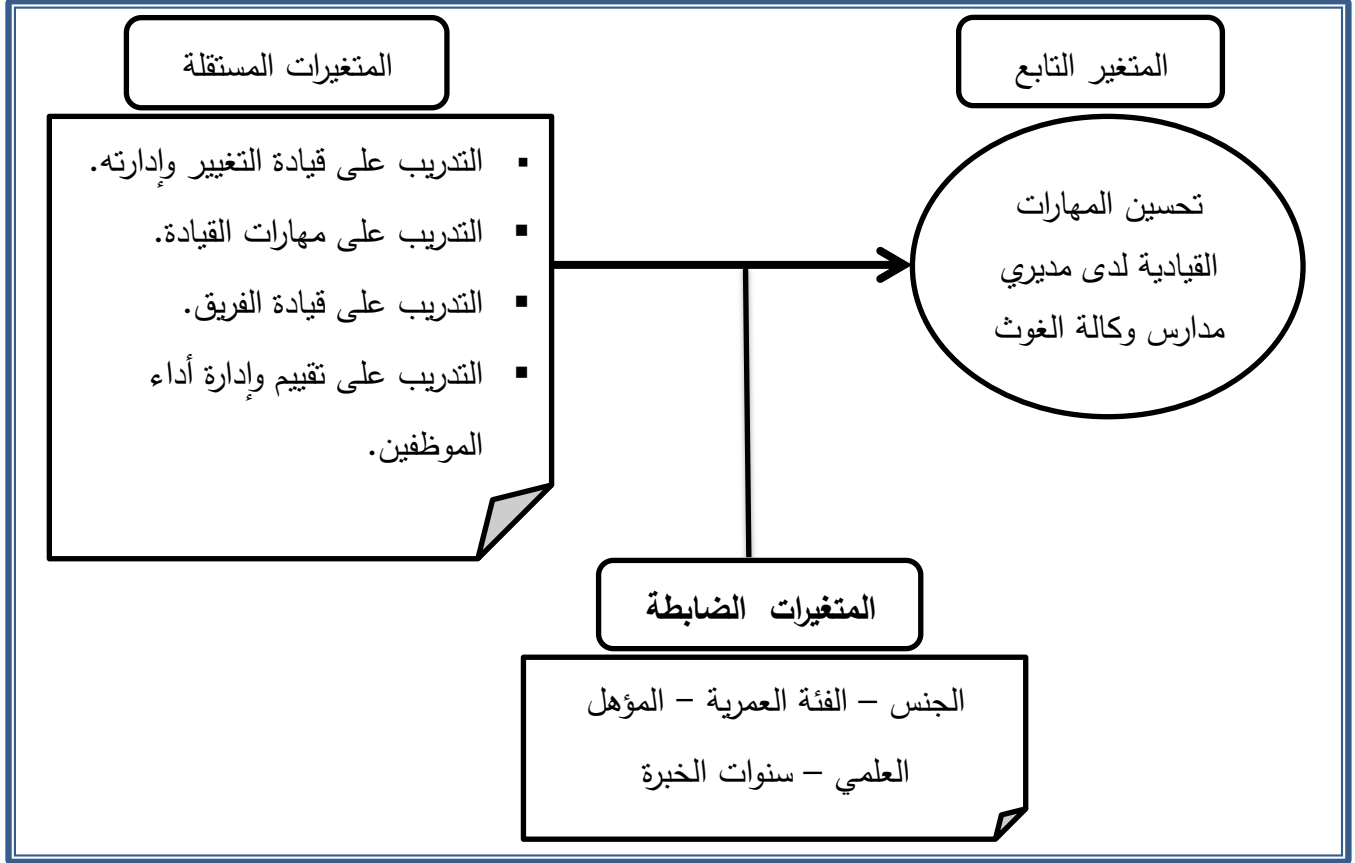 المتغير التابع
تحسين المهارات
القيادية لدى مديري
مدارس وكالة الغوث
المتغيرات المستقلة
▪ التدريب على قيادة التغيير وإدارته.
▪ التدريب على مهارات القيادة.
▪ التدريب على قيادة الفريق.
▪ التدريب على تقييم وإدارة أداء
الموظفين.
المتغيرات الضابطة
الجنس – الفئة العمرية – المؤهل
العلمي – سنوات الخبرة